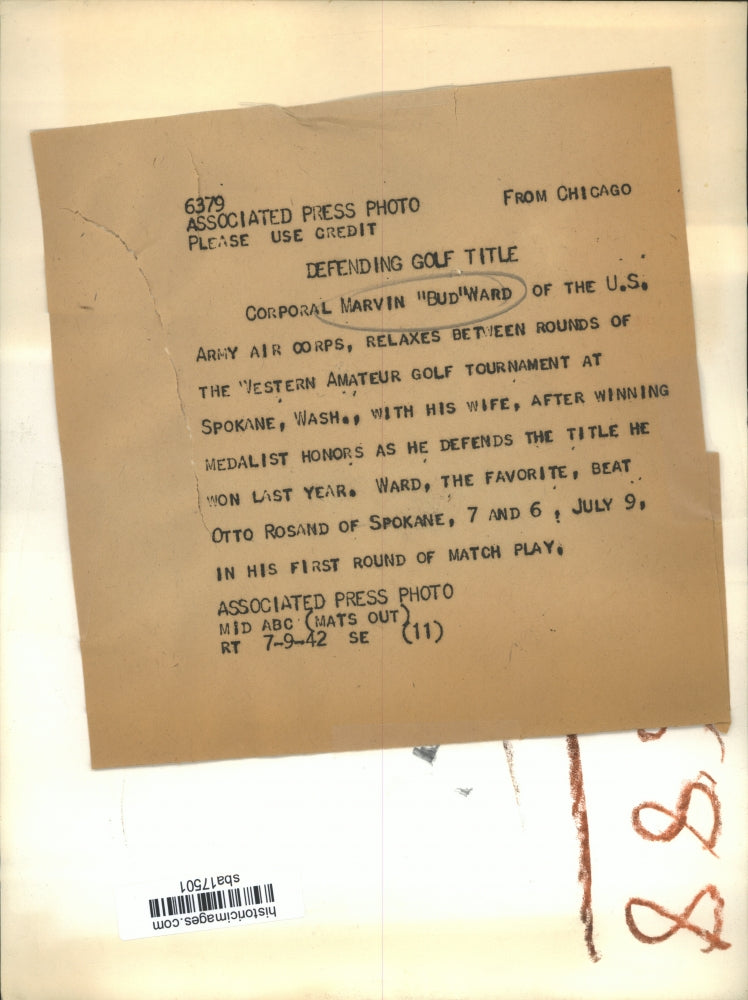 6379
ASSOCIATED PRESS PHOTO FROM CHICAGO
PLEASE USE CREDIT
DEFENDING GOLF TITLE
CORPORAL MARVIN "BUD" WARD OF THE U.S.
ARMY AIR CORPS, RELAXES BETWEEN ROUNDS OF
THE WESTERN AMATEUR GOLF TOURNAMENT AT
SPOKANE, WASH., WITH HIS WIFE, AFTER WINNING
MEDALIST HONORS AS HE DEFENDS THE TITLE HE
WON LAST YEAR. WARD, THE FAVORITE, BEAT
OTTO ROSAND OF SPOKANE, 7 AND 6, JULY 9,
IN HIS FIRST ROUND OF MATCH PLAY.
ASSOCIATED PRESS PHOTO
MID ABC (MATS OUT)
RT 7-9-42 SE (11)
historicimages.com
sba17501
88